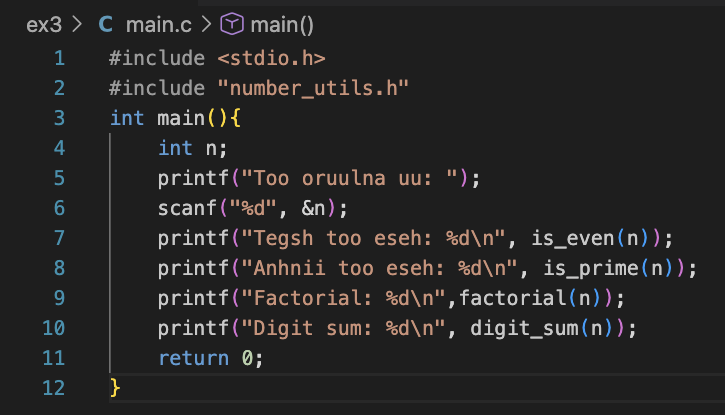 ex3 > C main.c > main()
1 #include <stdio.h>
2 #include "number_utils.h"
3 int main(){
4     int n;
5     printf("Too oruulna uu: ");
6     scanf("%d", &n);
7     printf("Tegsh too eseh: %d\n", is_even(n));
8     printf("Anhnii too eseh: %d\n", is_prime(n));
9     printf("Factorial: %d\n",factorial(n));
10     printf("Digit sum: %d\n", digit_sum(n));
11     return 0;
12 }